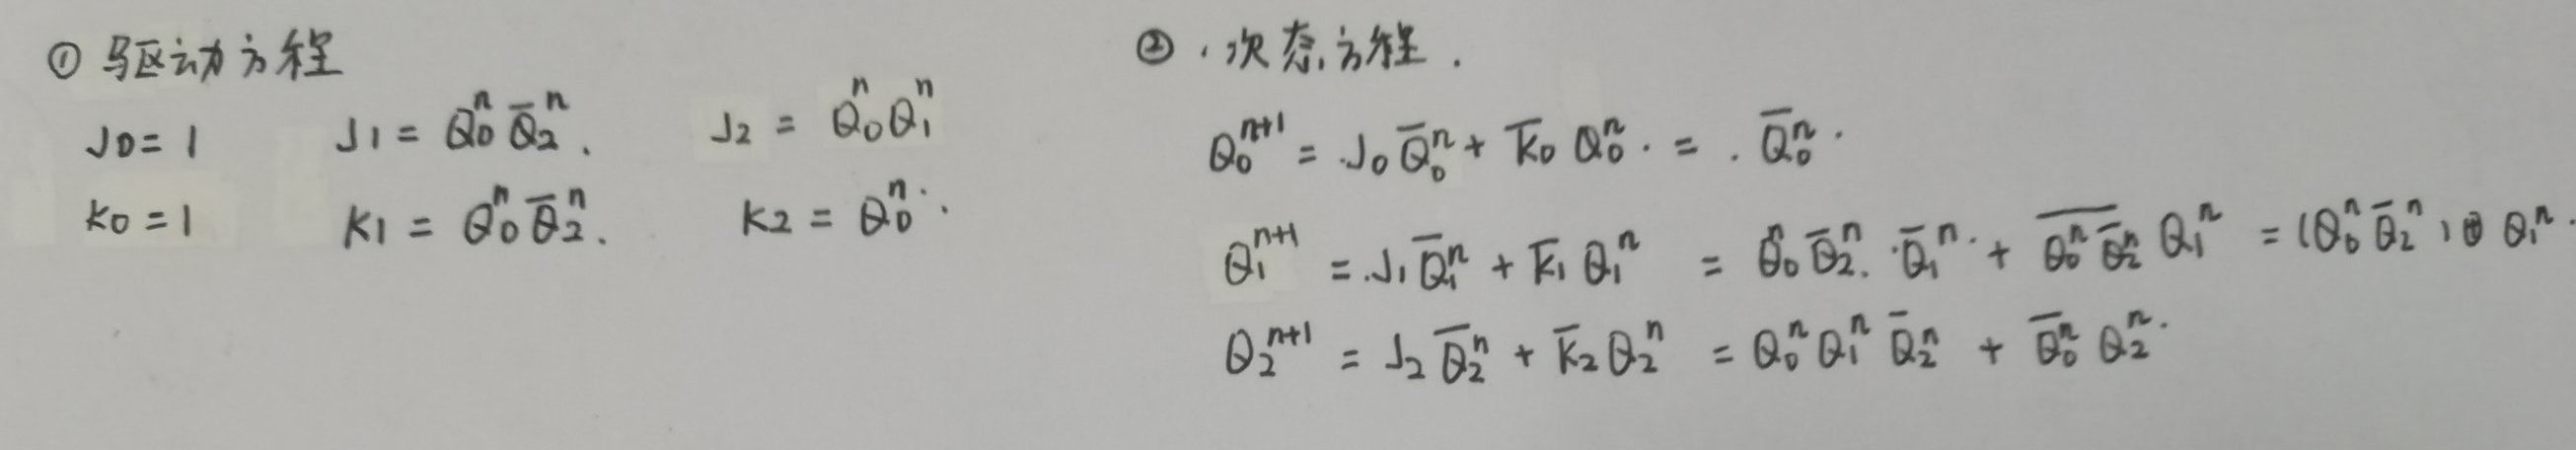 ① 驱动方程
J0 = 1 J1 = Q₀ⁿ Q̅₂ⁿ. J2 = Q₀ⁿ Q₁ⁿ
K0 = 1 K1 = Q₀ⁿ Q̅₂ⁿ. K2 = Q₀ⁿ.
② 次态方程.
Q₀ⁿ⁺¹ = J₀ Q̅₀ⁿ + K̅₀ Q₀ⁿ = Q̅₀ⁿ.
Q₁ⁿ⁺¹ = J₁ Q̅₁ⁿ + K̅₁ Q₁ⁿ = Q₀ⁿ Q̅₂ⁿ · Q̅₁ⁿ + \overline{Q₀ⁿ Q̅₂ⁿ} Q₁ⁿ = (Q₀ⁿ Q̅₂ⁿ) ⊕ Q₁ⁿ.
Q₂ⁿ⁺¹ = J₂ Q̅₂ⁿ + K̅₂ Q₂ⁿ = Q₀ⁿ Q₁ⁿ Q̅₂ⁿ + Q̅₀ⁿ Q₂ⁿ.